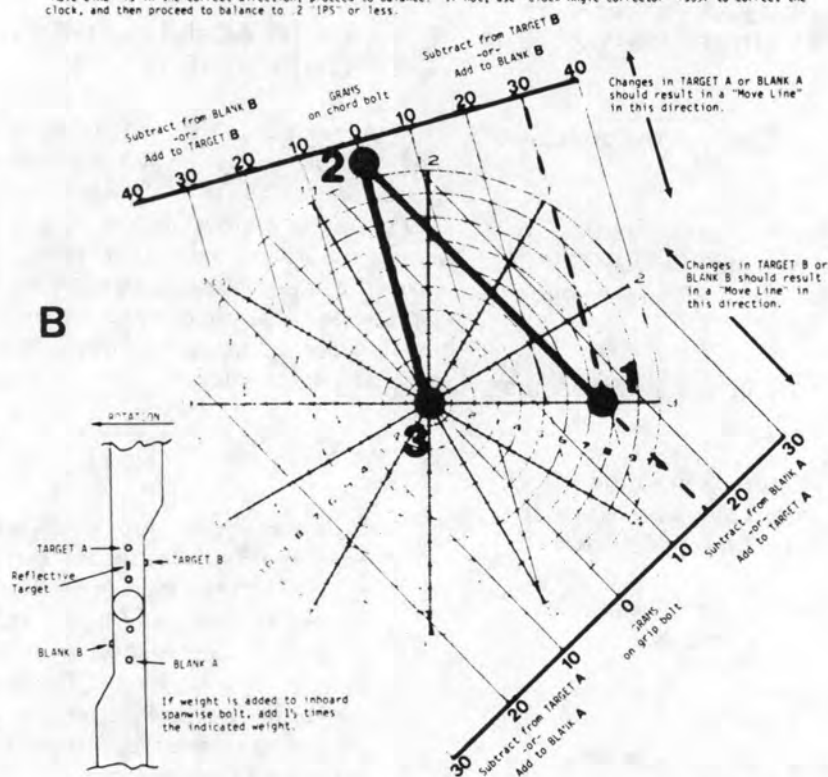 clock, and then proceed to balance to .2 "IPS" or less.
Subtract from TARGET B
-or-
Add to BLANK B
40
30
20
10
0
10
20
30
40
GRAMS
on chord bolt
Subtract from BLANK B
-or-
Add to TARGET B
Changes in TARGET A or BLANK A
should result in a "Move Line"
in this direction.
2
2
Changes in TARGET B or
BLANK B should result
in a "Move Line" in
this direction.
B
2
1
3
ROTATION
TARGET A
Reflective
Target
TARGET B
BLANK B
BLANK A
If weight is added to inboard
spanwise bolt, add 1½ times
the indicated weight.
30
20
10
0
10
20
30
Subtract from BLANK A
-or-
Add to TARGET A
GRAMS
on grip bolt
Subtract from TARGET A
-or-
Add to BLANK A